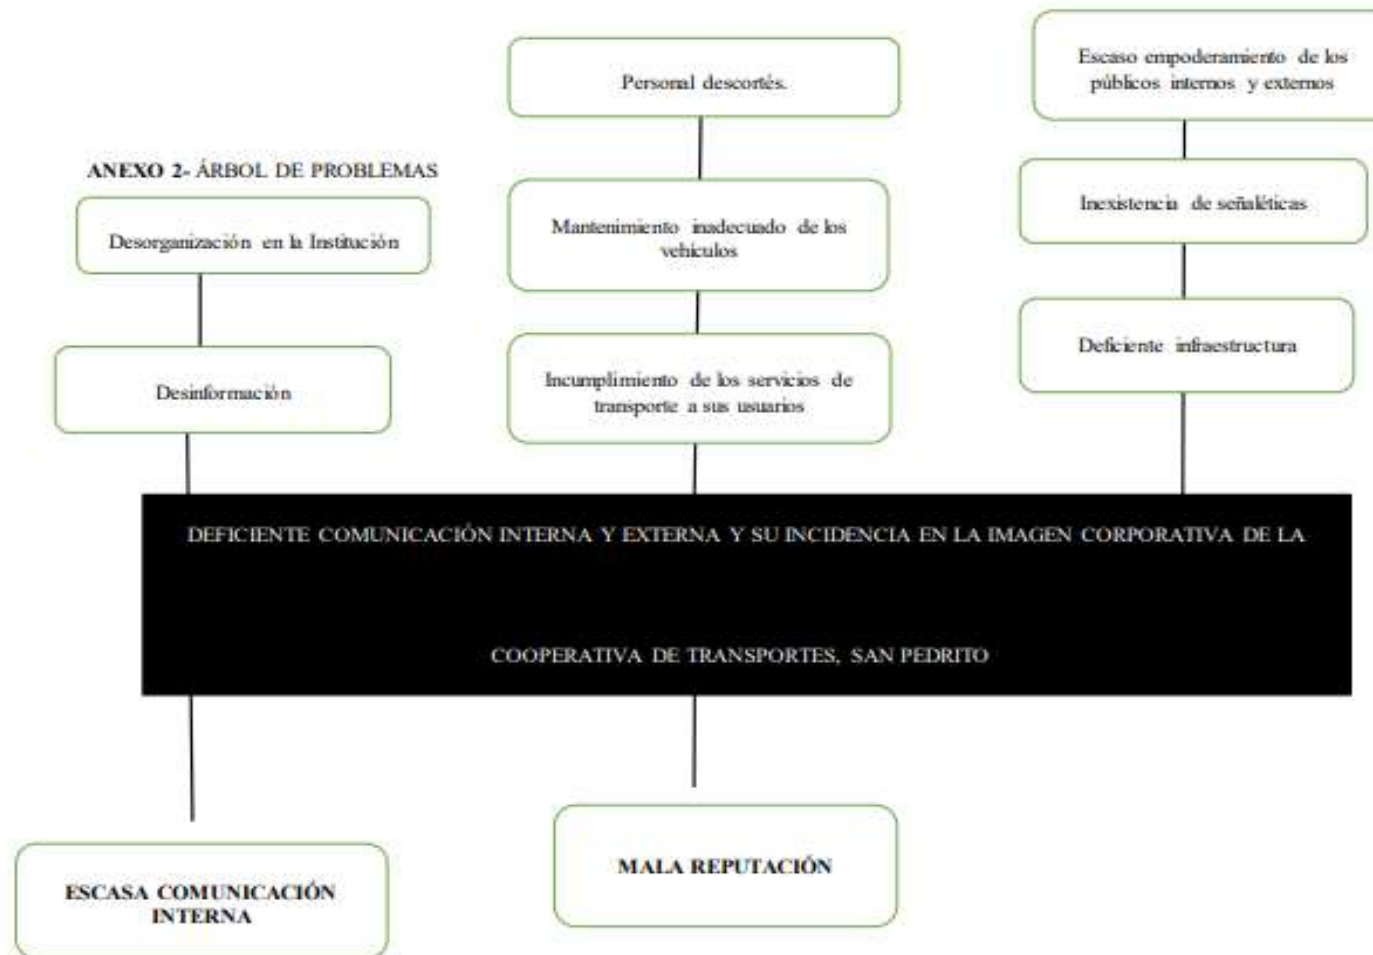 Escaso empoderamiento de los
públicos internos y externos
Personal descortés.
ANEXO 2- ÁRBOL DE PROBLEMAS
Mantenimiento inadecuado de los
vehículos
Inexistencia de señaléticas
Desorganización en la Institución
Deficiente infraestructura
Desinformación
Incumplimiento de los servicios de
transporte a sus usuarios
DEFICIENTE COMUNICACIÓN INTERNA Y EXTERNA Y SU INCIDENCIA EN LA IMAGEN CORPORATIVA DE LA
COOPERATIVA DE TRANSPORTES, SAN PEDRITO
MALA REPUTACIÓN
ESCASA COMUNICACIÓN
INTERNA